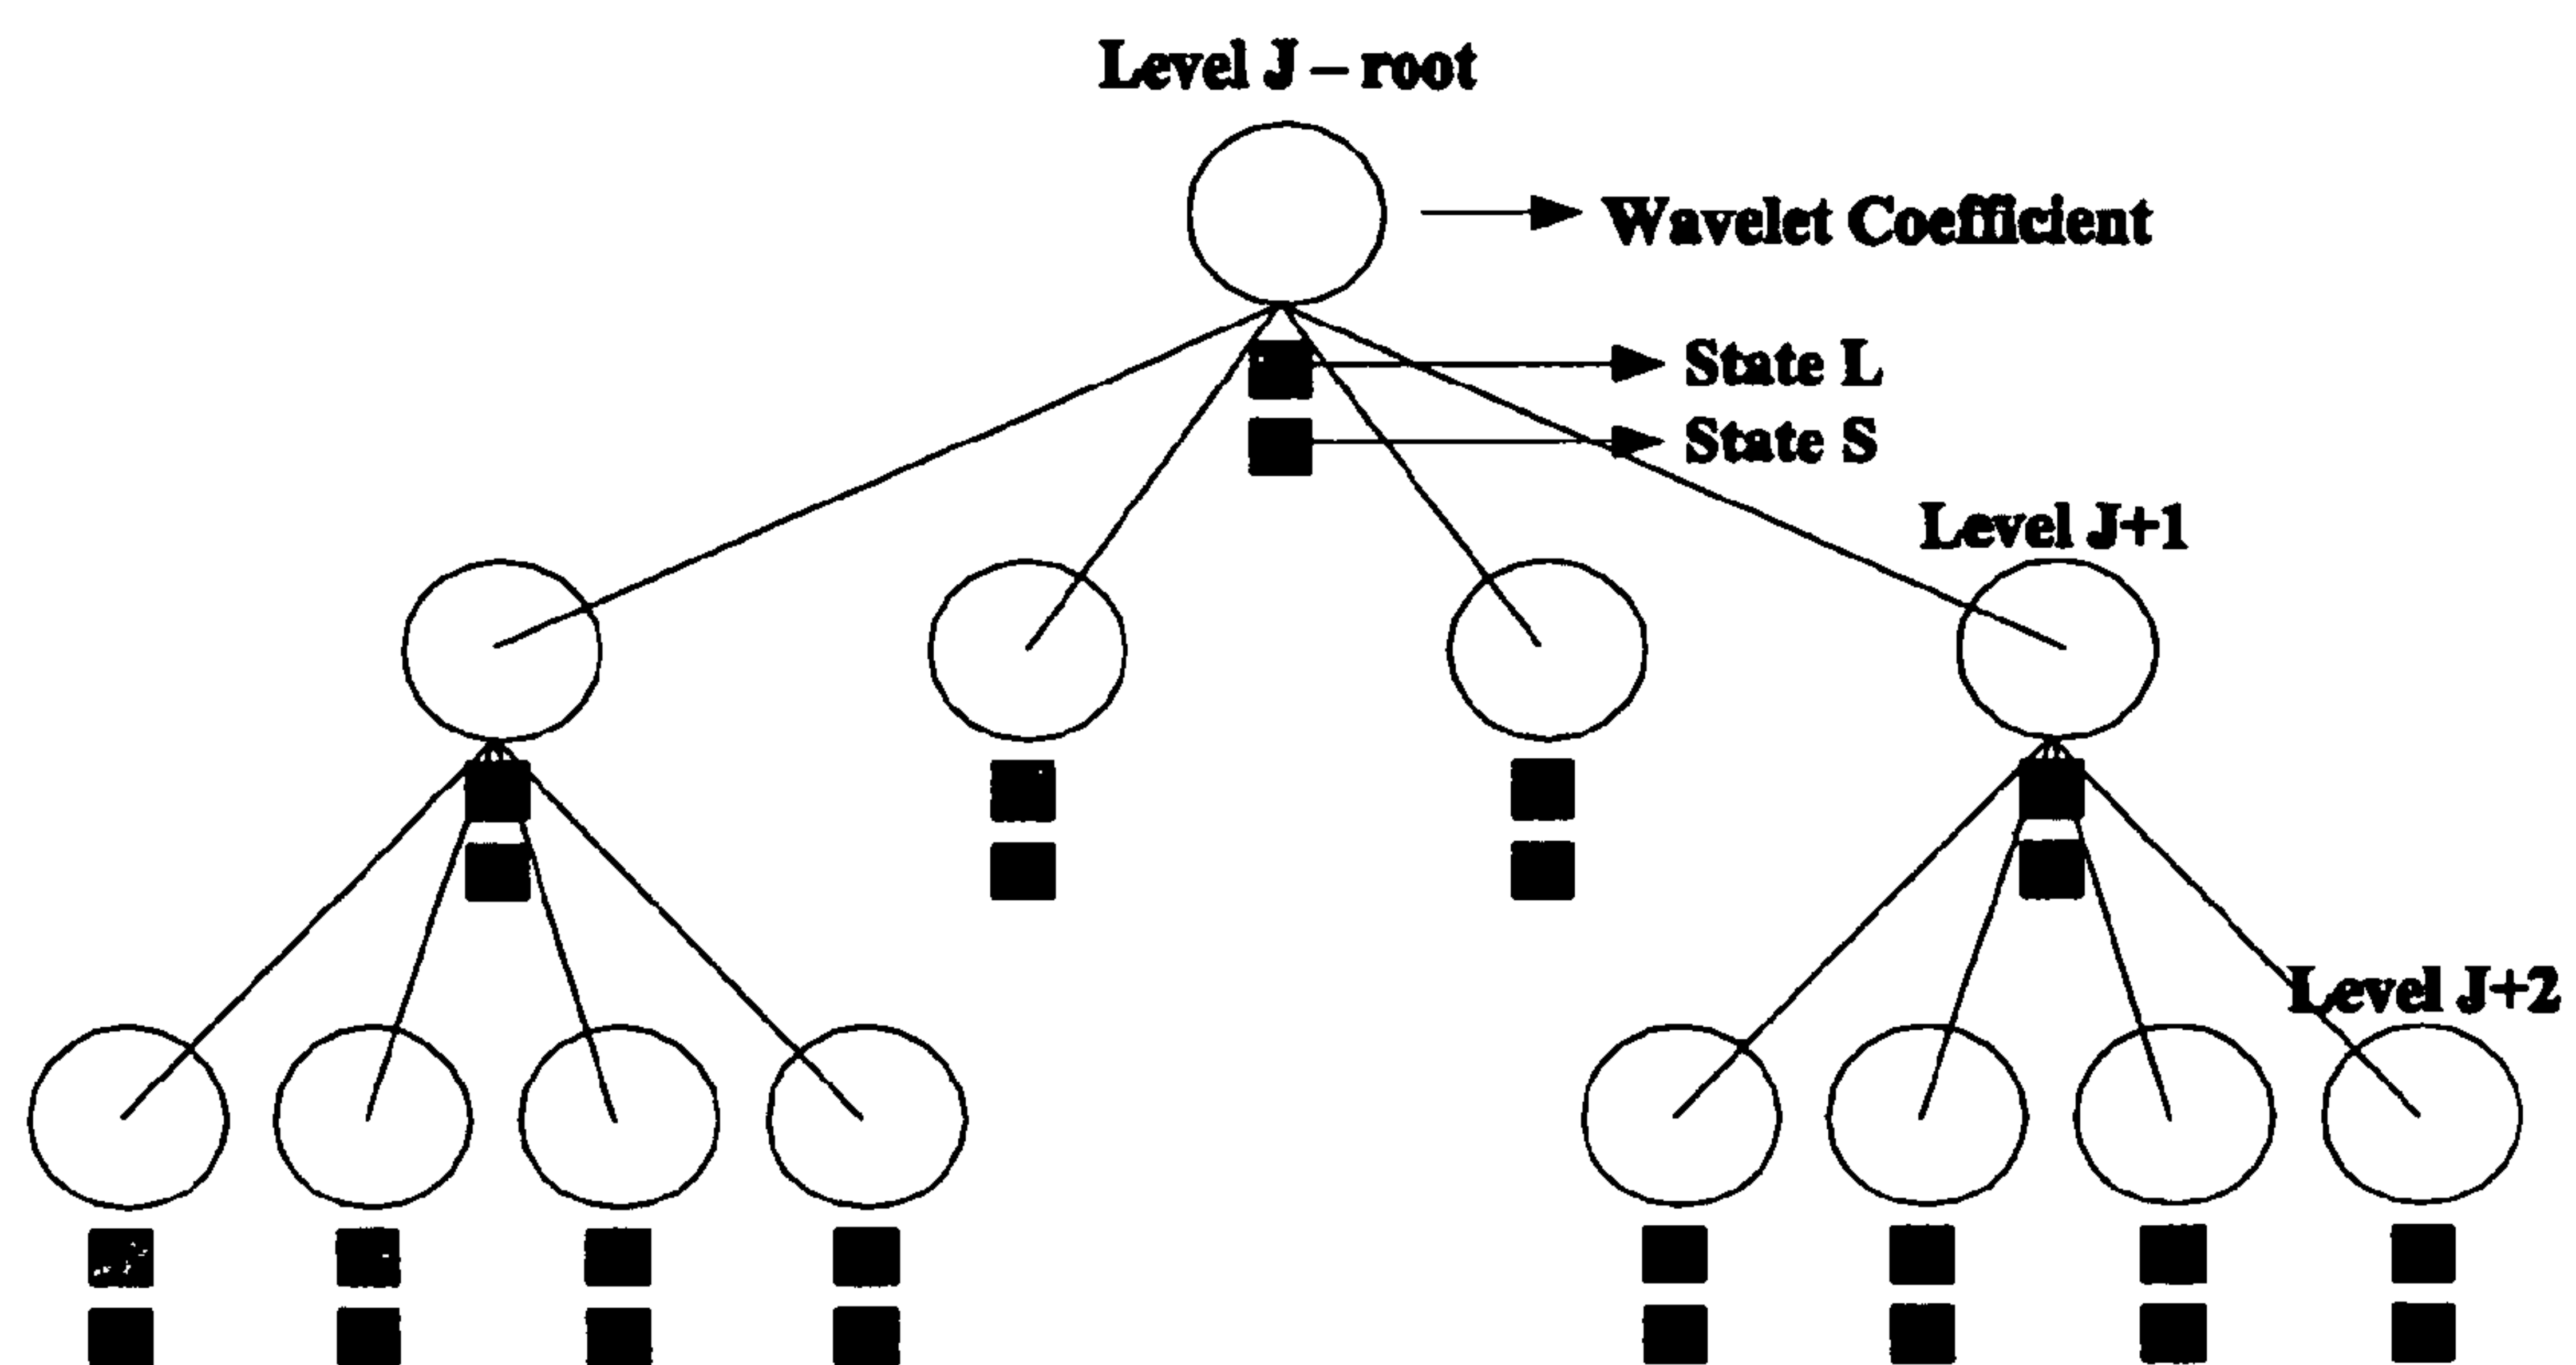 Level J – root
Wavelet Coefficient
State L
State S
Level J+1
Level J+2